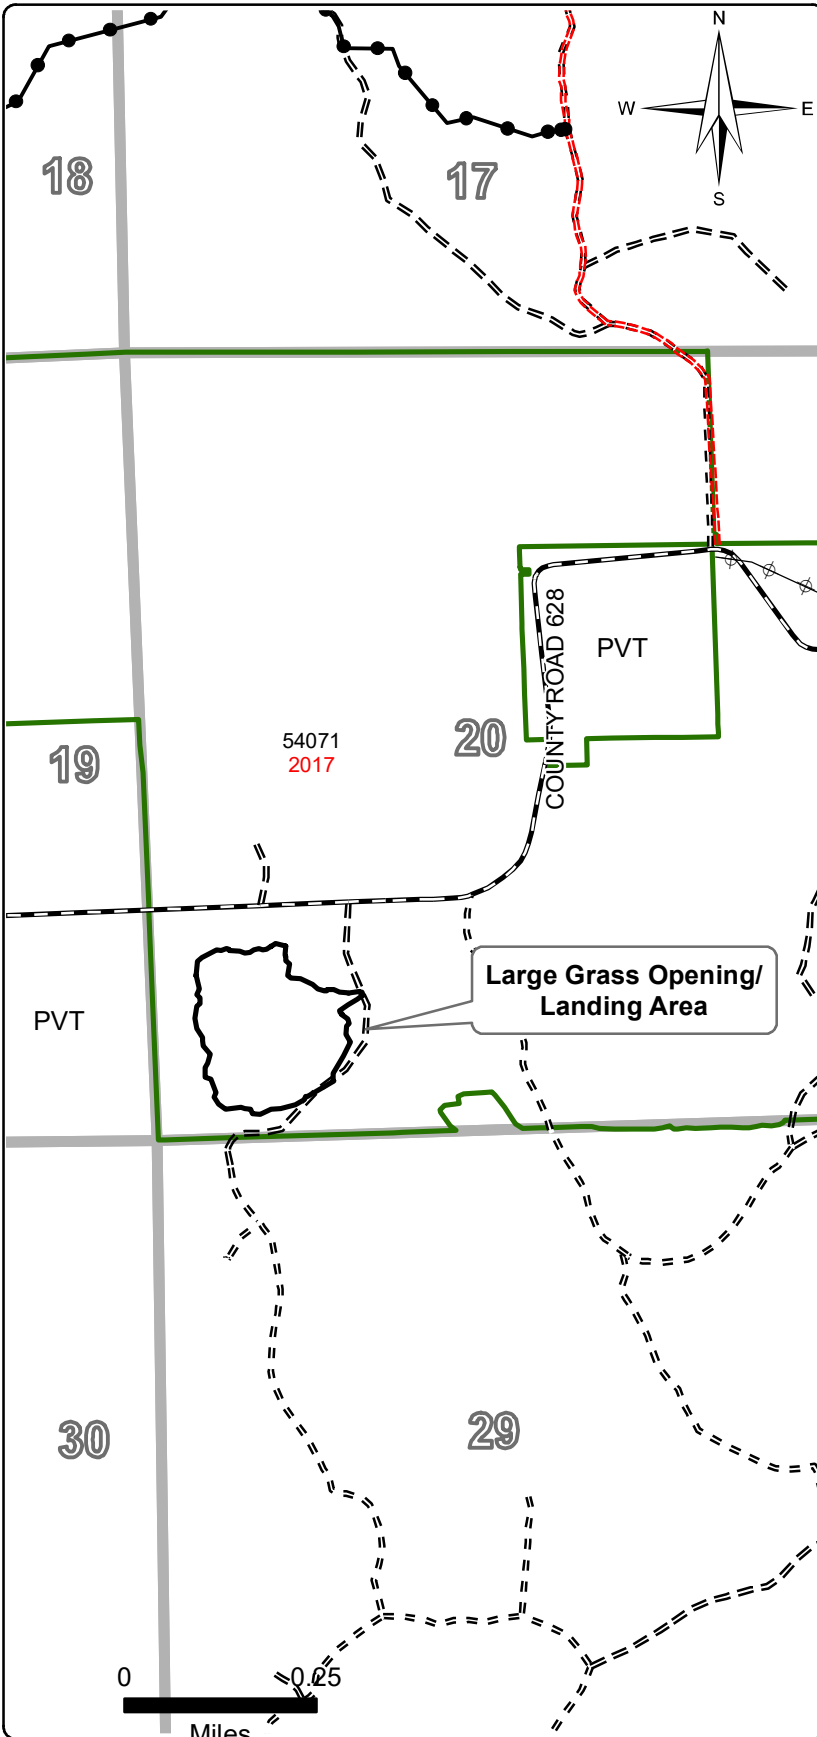 N
W E
S
18
17
COUNTY ROAD 628
PVT
20
54071
2017
19
Large Grass Opening/
Landing Area
PVT
30
29
0 0.25
Miles